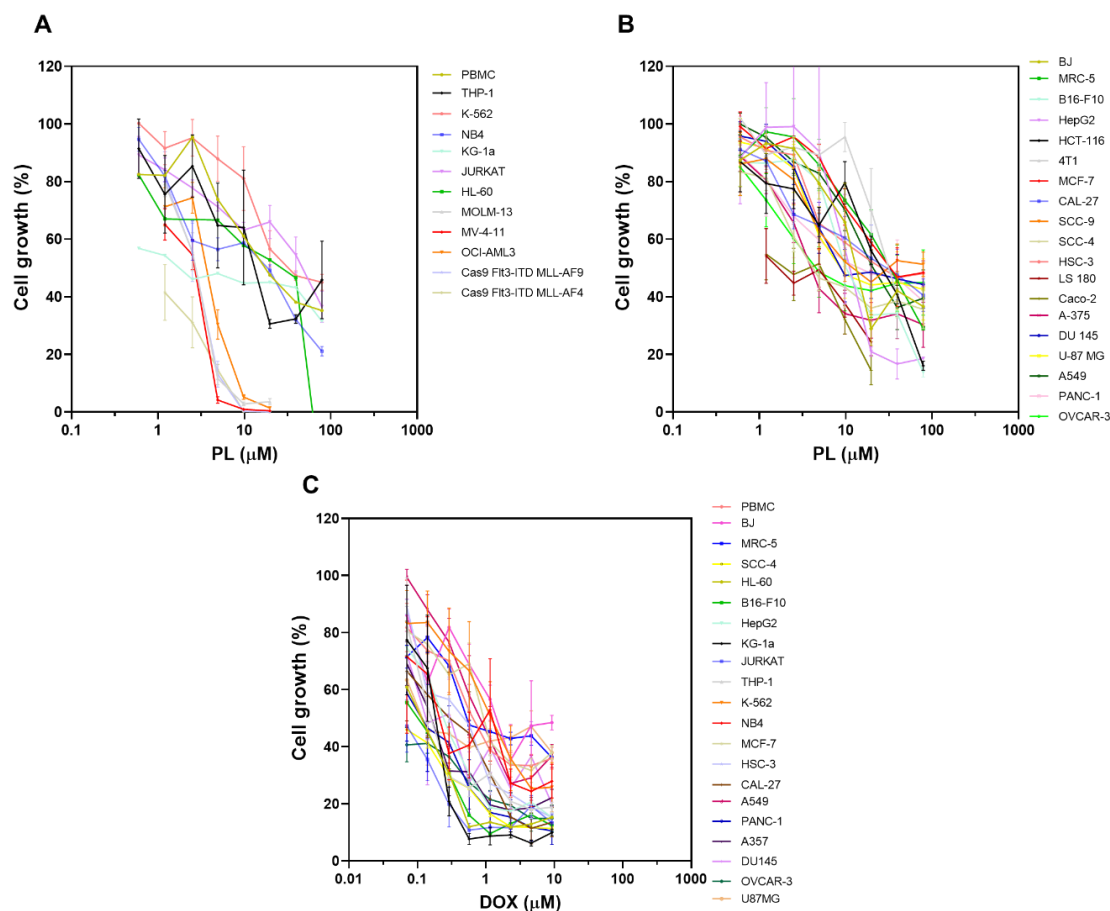 A
120
100
80
60
40
20
0
Cell growth (%)
0.1
1
10
100
1000
PL (μM)
PBMC
THP-1
K-562
NB4
KG-1a
JURKAT
HL-60
MOLM-13
MV-4-11
OCI-AML3
Cas9 Flt3-ITD MLL-AF9
Cas9 Flt3-ITD MLL-AF4
B
120
100
80
60
40
20
0
Cell growth (%)
0.1
1
10
100
1000
PL (μM)
BJ
MRC-5
B16-F10
HepG2
HCT-116
4T1
MCF-7
CAL-27
SCC-9
SCC-4
HSC-3
LS 180
Caco-2
A-375
DU 145
U-87 MG
A549
PANC-1
OVCAR-3
C
120
100
80
60
40
20
0
Cell growth (%)
0.01
0.1
1
10
100
1000
DOX (μM)
PBMC
BJ
MRC-5
SCC-4
HL-60
B16-F10
HepG2
KG-1a
JURKAT
THP-1
K-562
NB4
MCF-7
HSC-3
CAL-27
A549
PANC-1
A357
DU145
OVCAR-3
U87MG